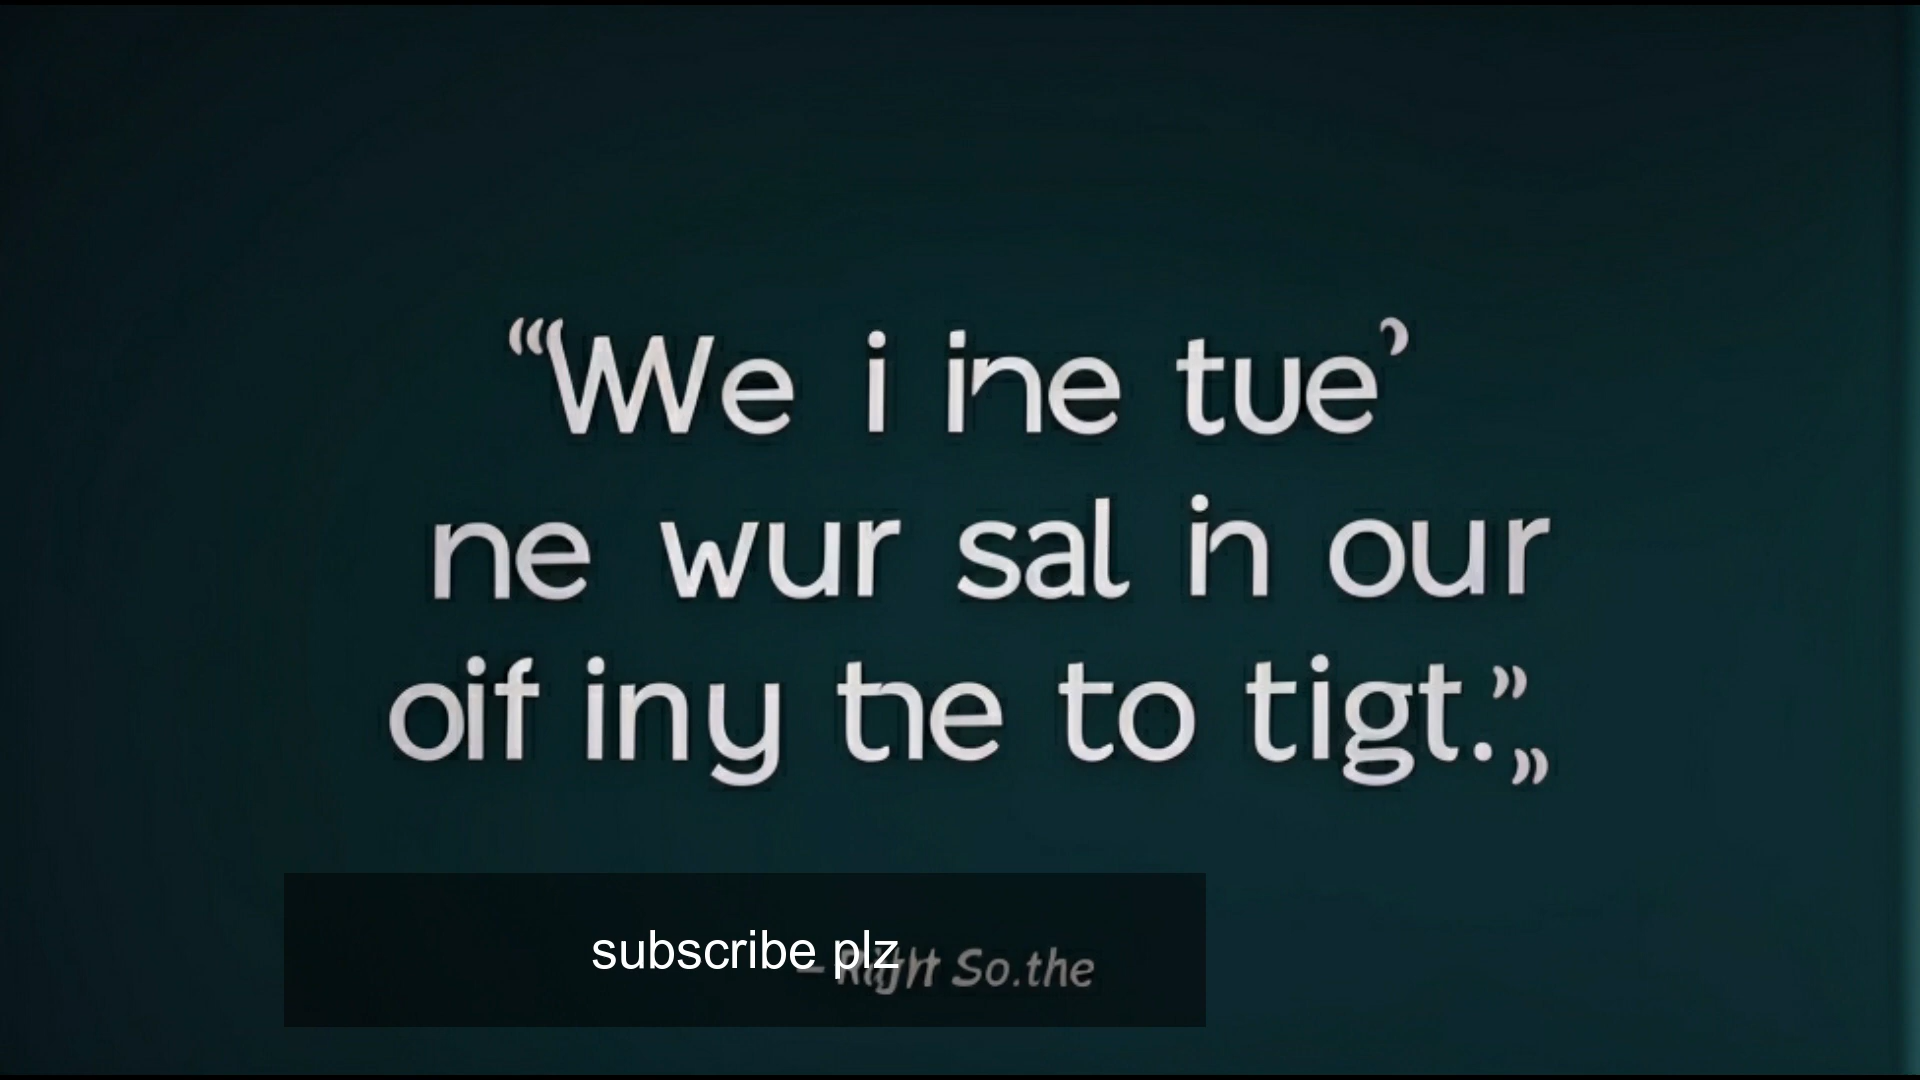 “‘We i ine tue’
ne wur sal in our
oif iny tne to tigt.””
subscribe plz
So.the